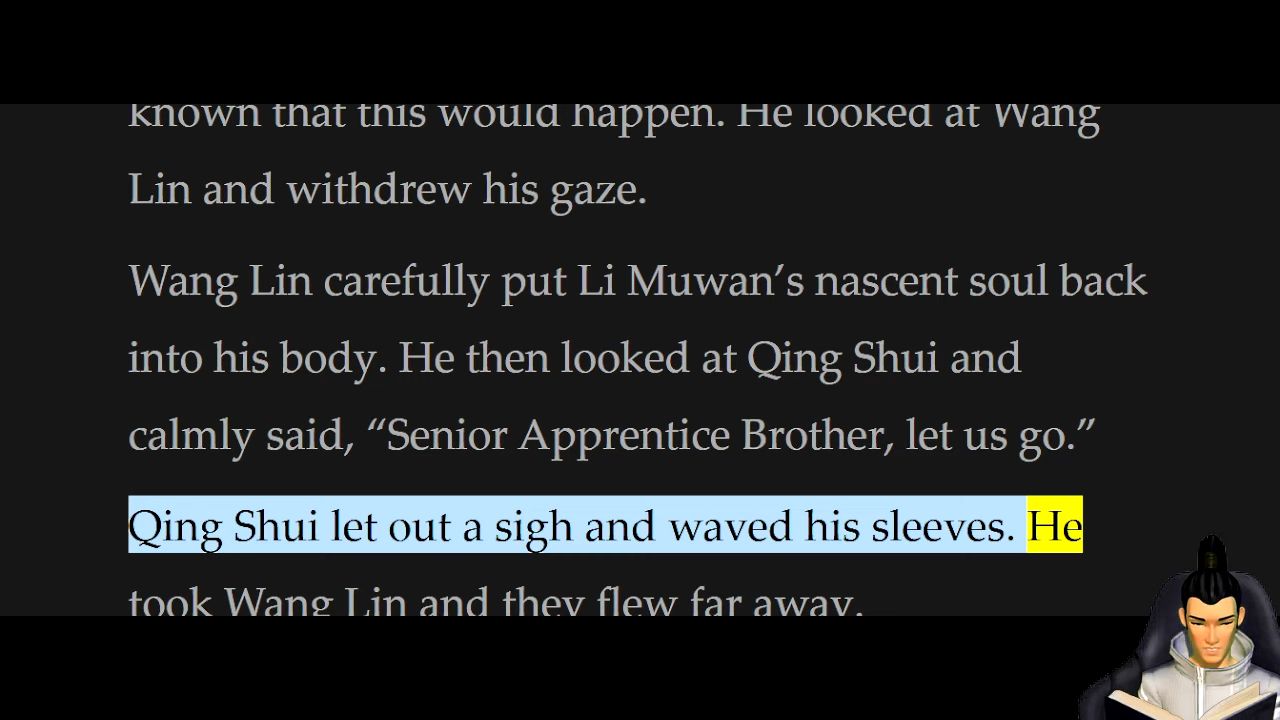 known that this would happen. He looked at Wang
Lin and withdrew his gaze.
Wang Lin carefully put Li Muwan’s nascent soul back
into his body. He then looked at Qing Shui and
calmly said, “Senior Apprentice Brother, let us go.”
Qing Shui let out a sigh and waved his sleeves. He
took Wang Lin and they flew far away.